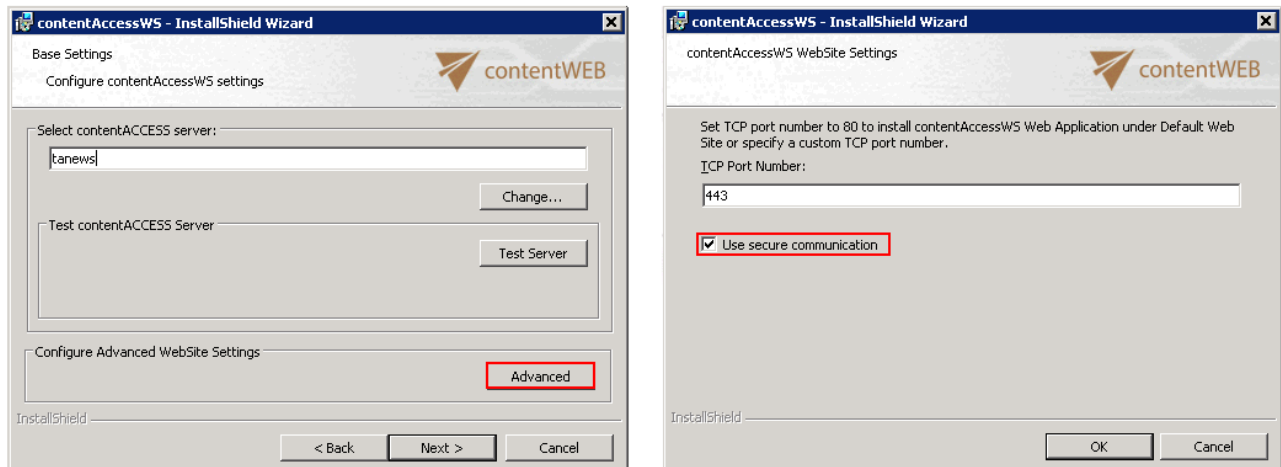 contentAccessWS - InstallShield Wizard
Base Settings
Configure contentAccessWS settings
contentWEB
Select contentACCESS server:
tanews
Change...
Test contentACCESS Server
Test Server
Configure Advanced WebSite Settings
Advanced
InstallShield
< Back
Next >
Cancel
contentAccessWS - InstallShield Wizard
contentAccessWS WebSite Settings
contentWEB
Set TCP port number to 80 to install contentAccessWS Web Application under Default Web
Site or specify a custom TCP port number.
TCP Port Number:
443
Use secure communication
InstallShield
OK
Cancel